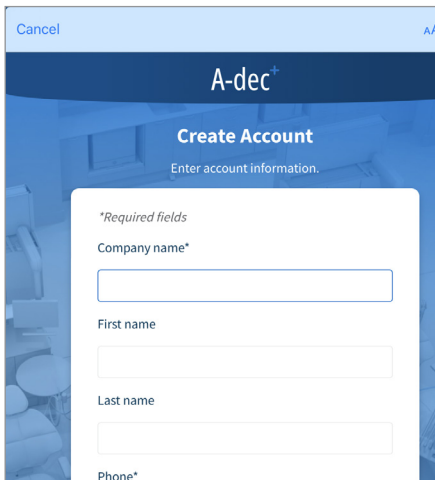 Cancel
A-dec+
Create Account
Enter account information.
*Required fields
Company name*
First name
Last name
Phone*